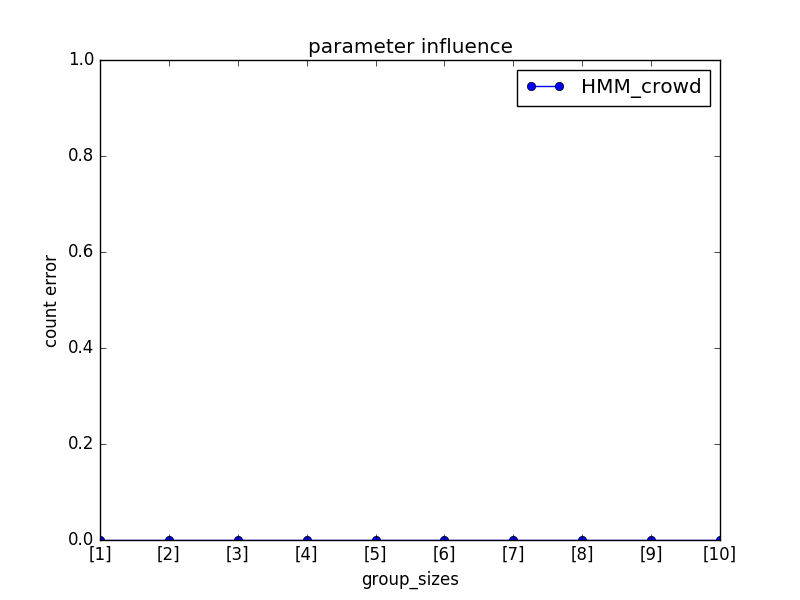 parameter influence
HMM_crowd
1.0
0.8
0.6
0.4
0.2
0.0
count error
[1] [2] [3] [4] [5] [6] [7] [8] [9] [10]
group_sizes